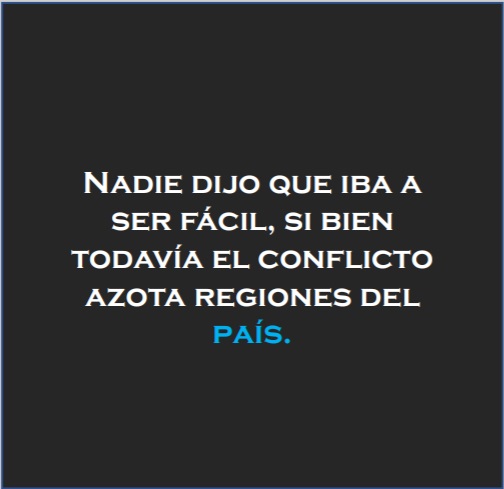 Nadie dijo que iba a
ser fácil, si bien
todavía el conflicto
azota regiones del
país.